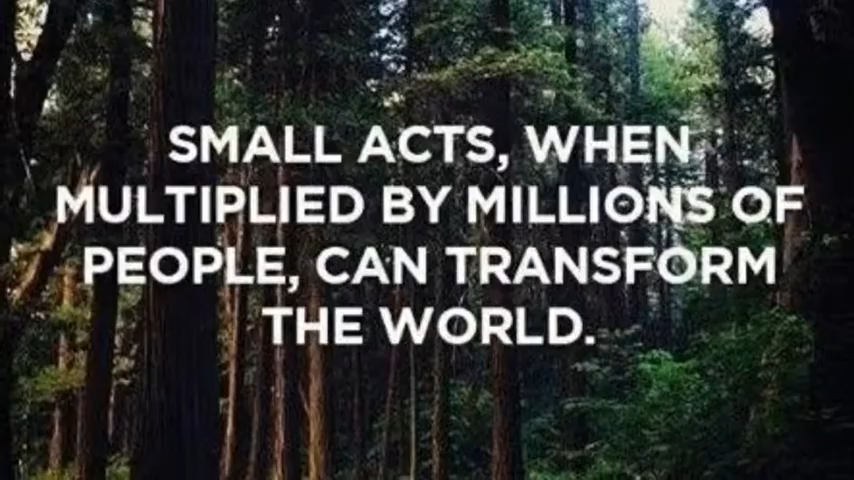 SMALL ACTS, WHEN
MULTIPLIED BY MILLIONS OF
PEOPLE, CAN TRANSFORM
THE WORLD.